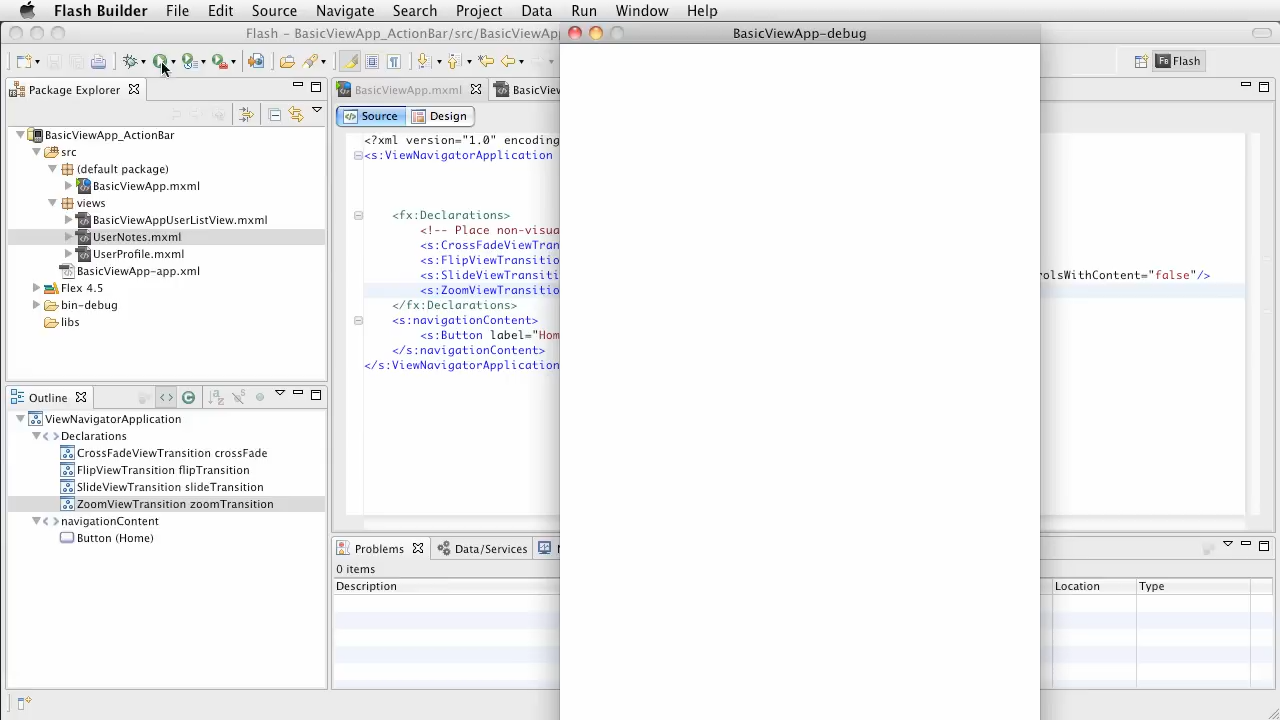 Flash Builder File Edit Source Navigate Search Project Data Run Window Help
Flash - BasicViewApp_ActionBar/src/BasicViewApp
BasicViewApp-debug
Flash
Package Explorer
BasicViewApp_ActionBar
src
(default package)
BasicViewApp.mxml
views
BasicViewAppUserListView.mxml
UserNotes.mxml
UserProfile.mxml
BasicViewApp-app.xml
Flex 4.5
bin-debug
libs
Outline
ViewNavigatorApplication
Declarations
CrossFadeViewTransition crossFade
FlipViewTransition flipTransition
SlideViewTransition slideTransition
ZoomViewTransition zoomTransition
navigationContent
Button (Home)
BasicViewApp.mxml
BasicView
Source Design
<?xml version="1.0" encoding
<s:ViewNavigatorApplication
<fx:Declarations>
<!-- Place non-visua
<s:CrossFadeViewTran
<s:FlipViewTransitio
<s:SlideViewTransiti rolsWithContent="false"/>
<s:ZoomViewTransitio
</fx:Declarations>
<s:navigationContent>
<s:Button label="Hom
</s:navigationContent>
</s:ViewNavigatorApplication
Problems Data/Services
0 items
Description Location Type